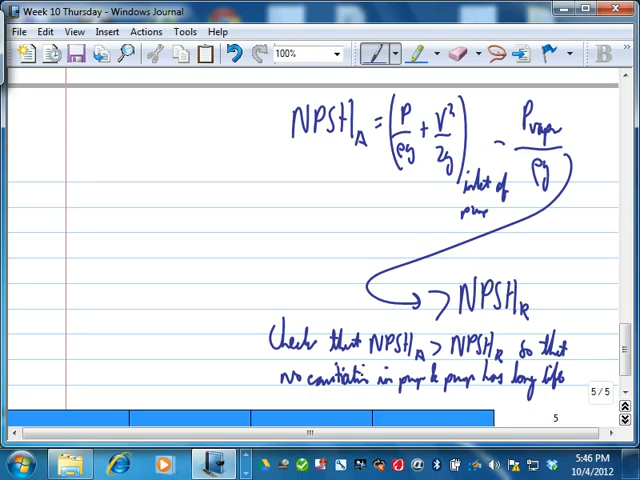 Week 10 Thursday - Windows Journal
File Edit View Insert Actions Tools Help
100%
B
NPSH_A = (P/ρg + V²/2g) inlet of pump - P_vapor/ρg
> NPSH_R
Check that NPSH_A > NPSH_R so that
no cavitation in pump & pump has long life
5/5
5
5:46 PM
10/4/2012